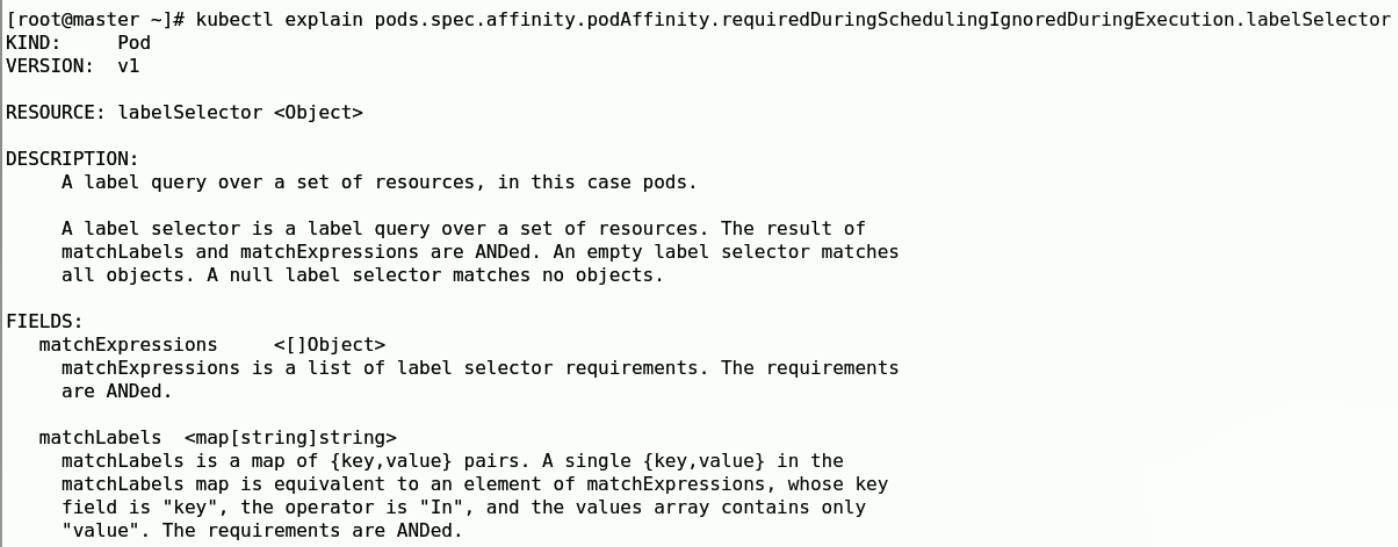 [root@master ~]# kubectl explain pods.spec.affinity.podAffinity.requiredDuringSchedulingIgnoredDuringExecution.labelSelector
KIND:     Pod
VERSION:  v1
RESOURCE: labelSelector <Object>
DESCRIPTION:
A label query over a set of resources, in this case pods.
A label selector is a label query over a set of resources. The result of
matchLabels and matchExpressions are ANDed. An empty label selector matches
all objects. A null label selector matches no objects.
FIELDS:
matchExpressions     <[]Object>
matchExpressions is a list of label selector requirements. The requirements
are ANDed.
matchLabels  <map[string]string>
matchLabels is a map of {key,value} pairs. A single {key,value} in the
matchLabels map is equivalent to an element of matchExpressions, whose key
field is "key", the operator is "In", and the values array contains only
"value". The requirements are ANDed.